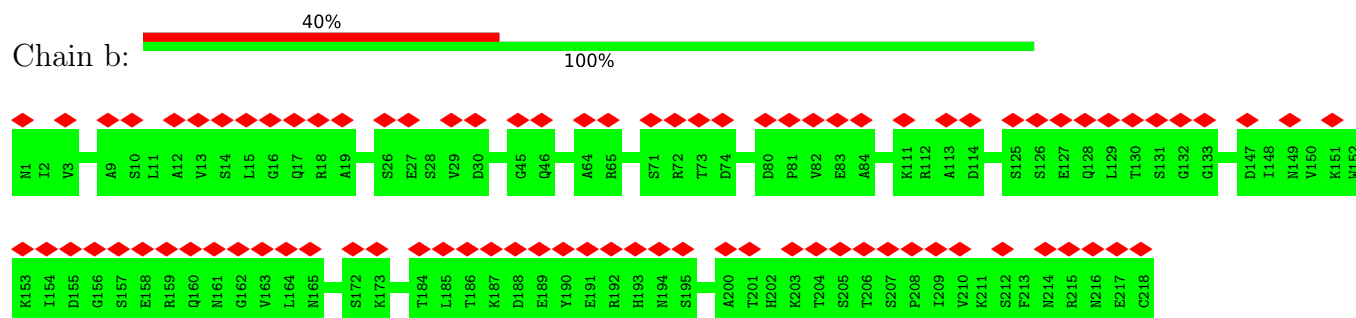 40%
Chain b:
100%
N1 I2 V3 A9 S10 L11 A12 V13 S14 L15 G16 Q17 R18 A19 S26 E27 S28 V29 D30 G45 Q46 A64 R65 S71 R72 T73 D74 D80 P81 V82 E83 A84 K111 R112 A113 D114 S125 S126 E127 Q128 L129 T130 S131 G132 G133 D147 I148 N149 V150 K151 W152
K153 I154 D155 G156 S157 E158 R159 Q160 N161 G162 V163 L164 N165 S172 K173 T184 L185 T186 K187 D188 E189 Y190 E191 R192 H193 N194 S195 A200 T201 H202 K203 T204 S205 T206 S207 P208 I209 V210 K211 S212 F213 N214 R215 N216 E217 C218